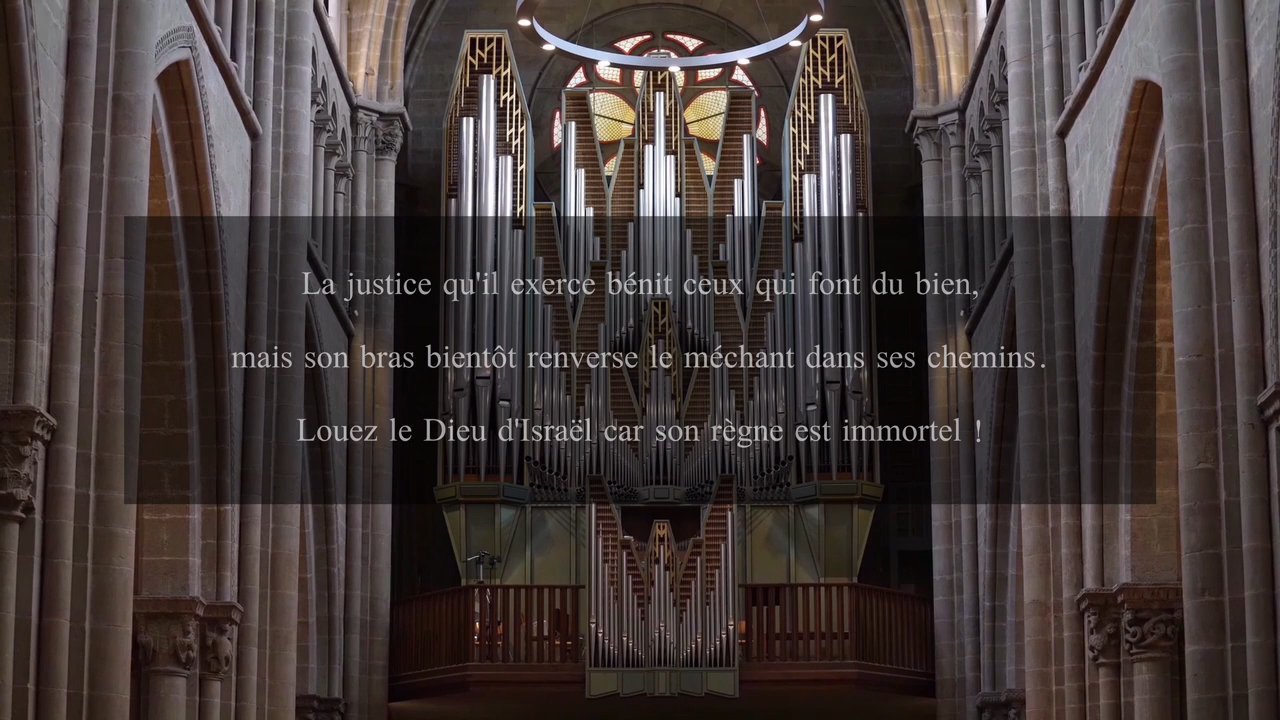 La justice qu'il exerce bénit ceux qui font du bien,
mais son bras bientôt renverse le méchant dans ses chemins.
Louez le Dieu d'Israël car son règne est immortel !